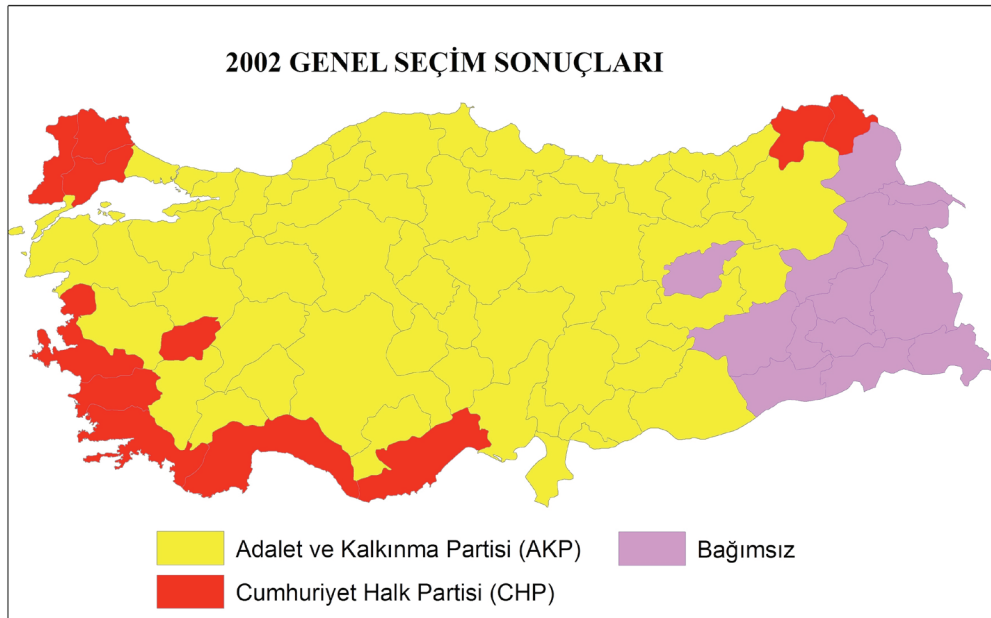 2002 GENEL SEÇİM SONUÇLARI
Adalet ve Kalkınma Partisi (AKP)
Bağımsız
Cumhuriyet Halk Partisi (CHP)